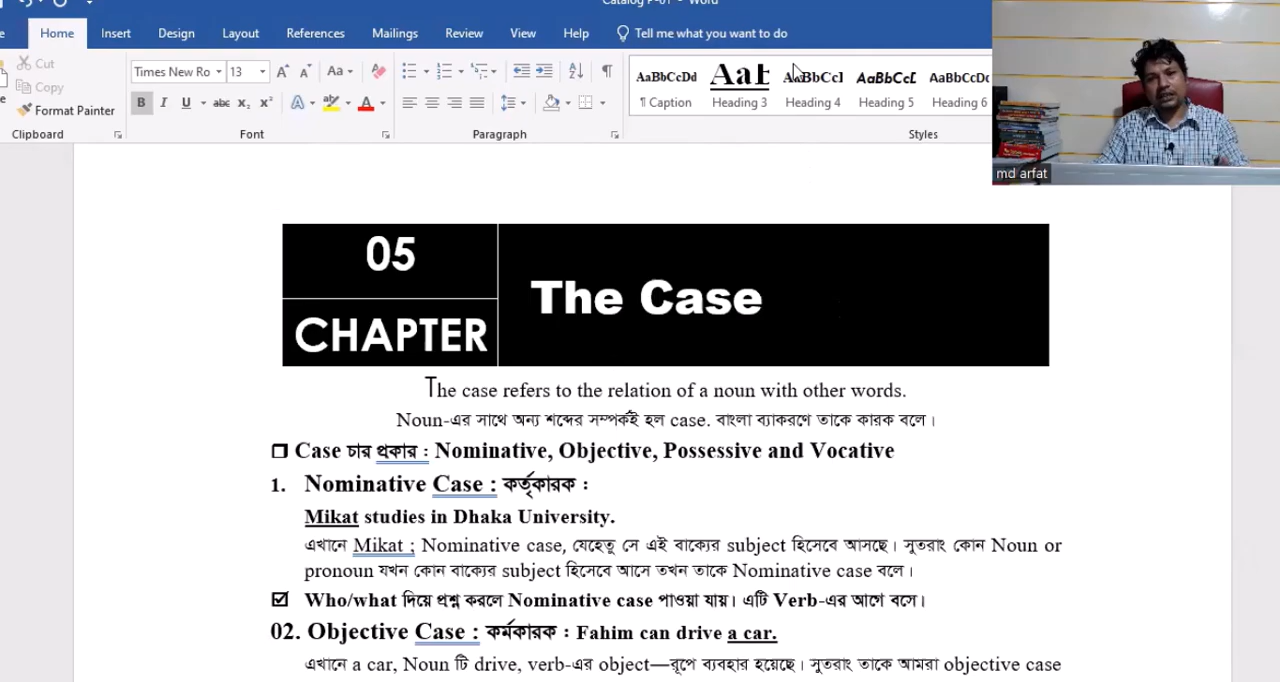 Home Insert Design Layout References Mailings Review View Help Tell me what you want to do
Cut
Copy
Format Painter
Times New Ro 13
Aa
B I U abc x₂ x²
AaBbCcDd AaB AaBbCcI AaBbCcD AaBbCcDc
¶ Caption Heading 3 Heading 4 Heading 5 Heading 6
Clipboard Font Paragraph Styles
md arfat
05
CHAPTER
The Case
The case refers to the relation of a noun with other words.
Noun-এর সাথে অন্য শব্দের সম্পর্কই হল case. বাংলা ব্যাকরণে তাকে কারক বলে।
❒ Case চার প্রকার : Nominative, Objective, Possessive and Vocative
1. Nominative Case : কর্তৃকারক :
Mikat studies in Dhaka University.
এখানে Mikat ; Nominative case, যেহেতু সে এই বাক্যের subject হিসেবে আসছে। সুতরাং কোন Noun or
pronoun যখন কোন বাক্যের subject হিসেবে আসে তখন তাকে Nominative case বলে।
☑ Who/what দিয়ে প্রশ্ন করলে Nominative case পাওয়া যায়। এটি Verb-এর আগে বসে।
02. Objective Case : কর্মকারক : Fahim can drive a car.
এখানে a car, Noun টি drive, verb-এর object—রূপে ব্যবহার হয়েছে। সুতরাং তাকে আমরা objective case